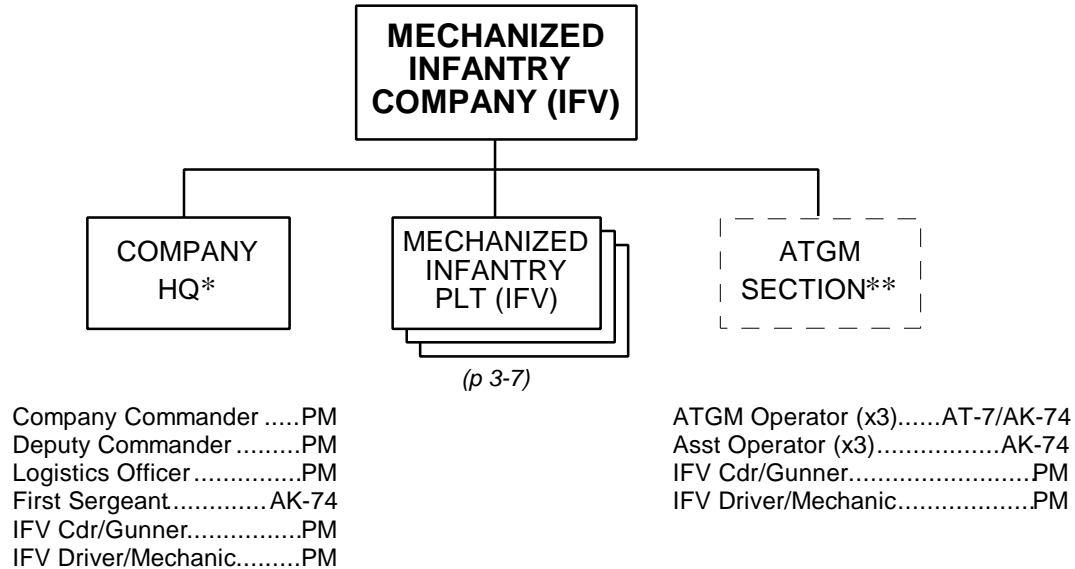 MECHANIZED
INFANTRY
COMPANY (IFV)
COMPANY
HQ*
MECHANIZED
INFANTRY
PLT (IFV)
ATGM
SECTION**
(p 3-7)
Company Commander .....PM
Deputy Commander .........PM
Logistics Officer ................PM
First Sergeant..............AK-74
IFV Cdr/Gunner.................PM
IFV Driver/Mechanic.........PM
ATGM Operator (x3)......AT-7/AK-74
Asst Operator (x3)...................AK-74
IFV Cdr/Gunner...........................PM
IFV Driver/Mechanic....................PM